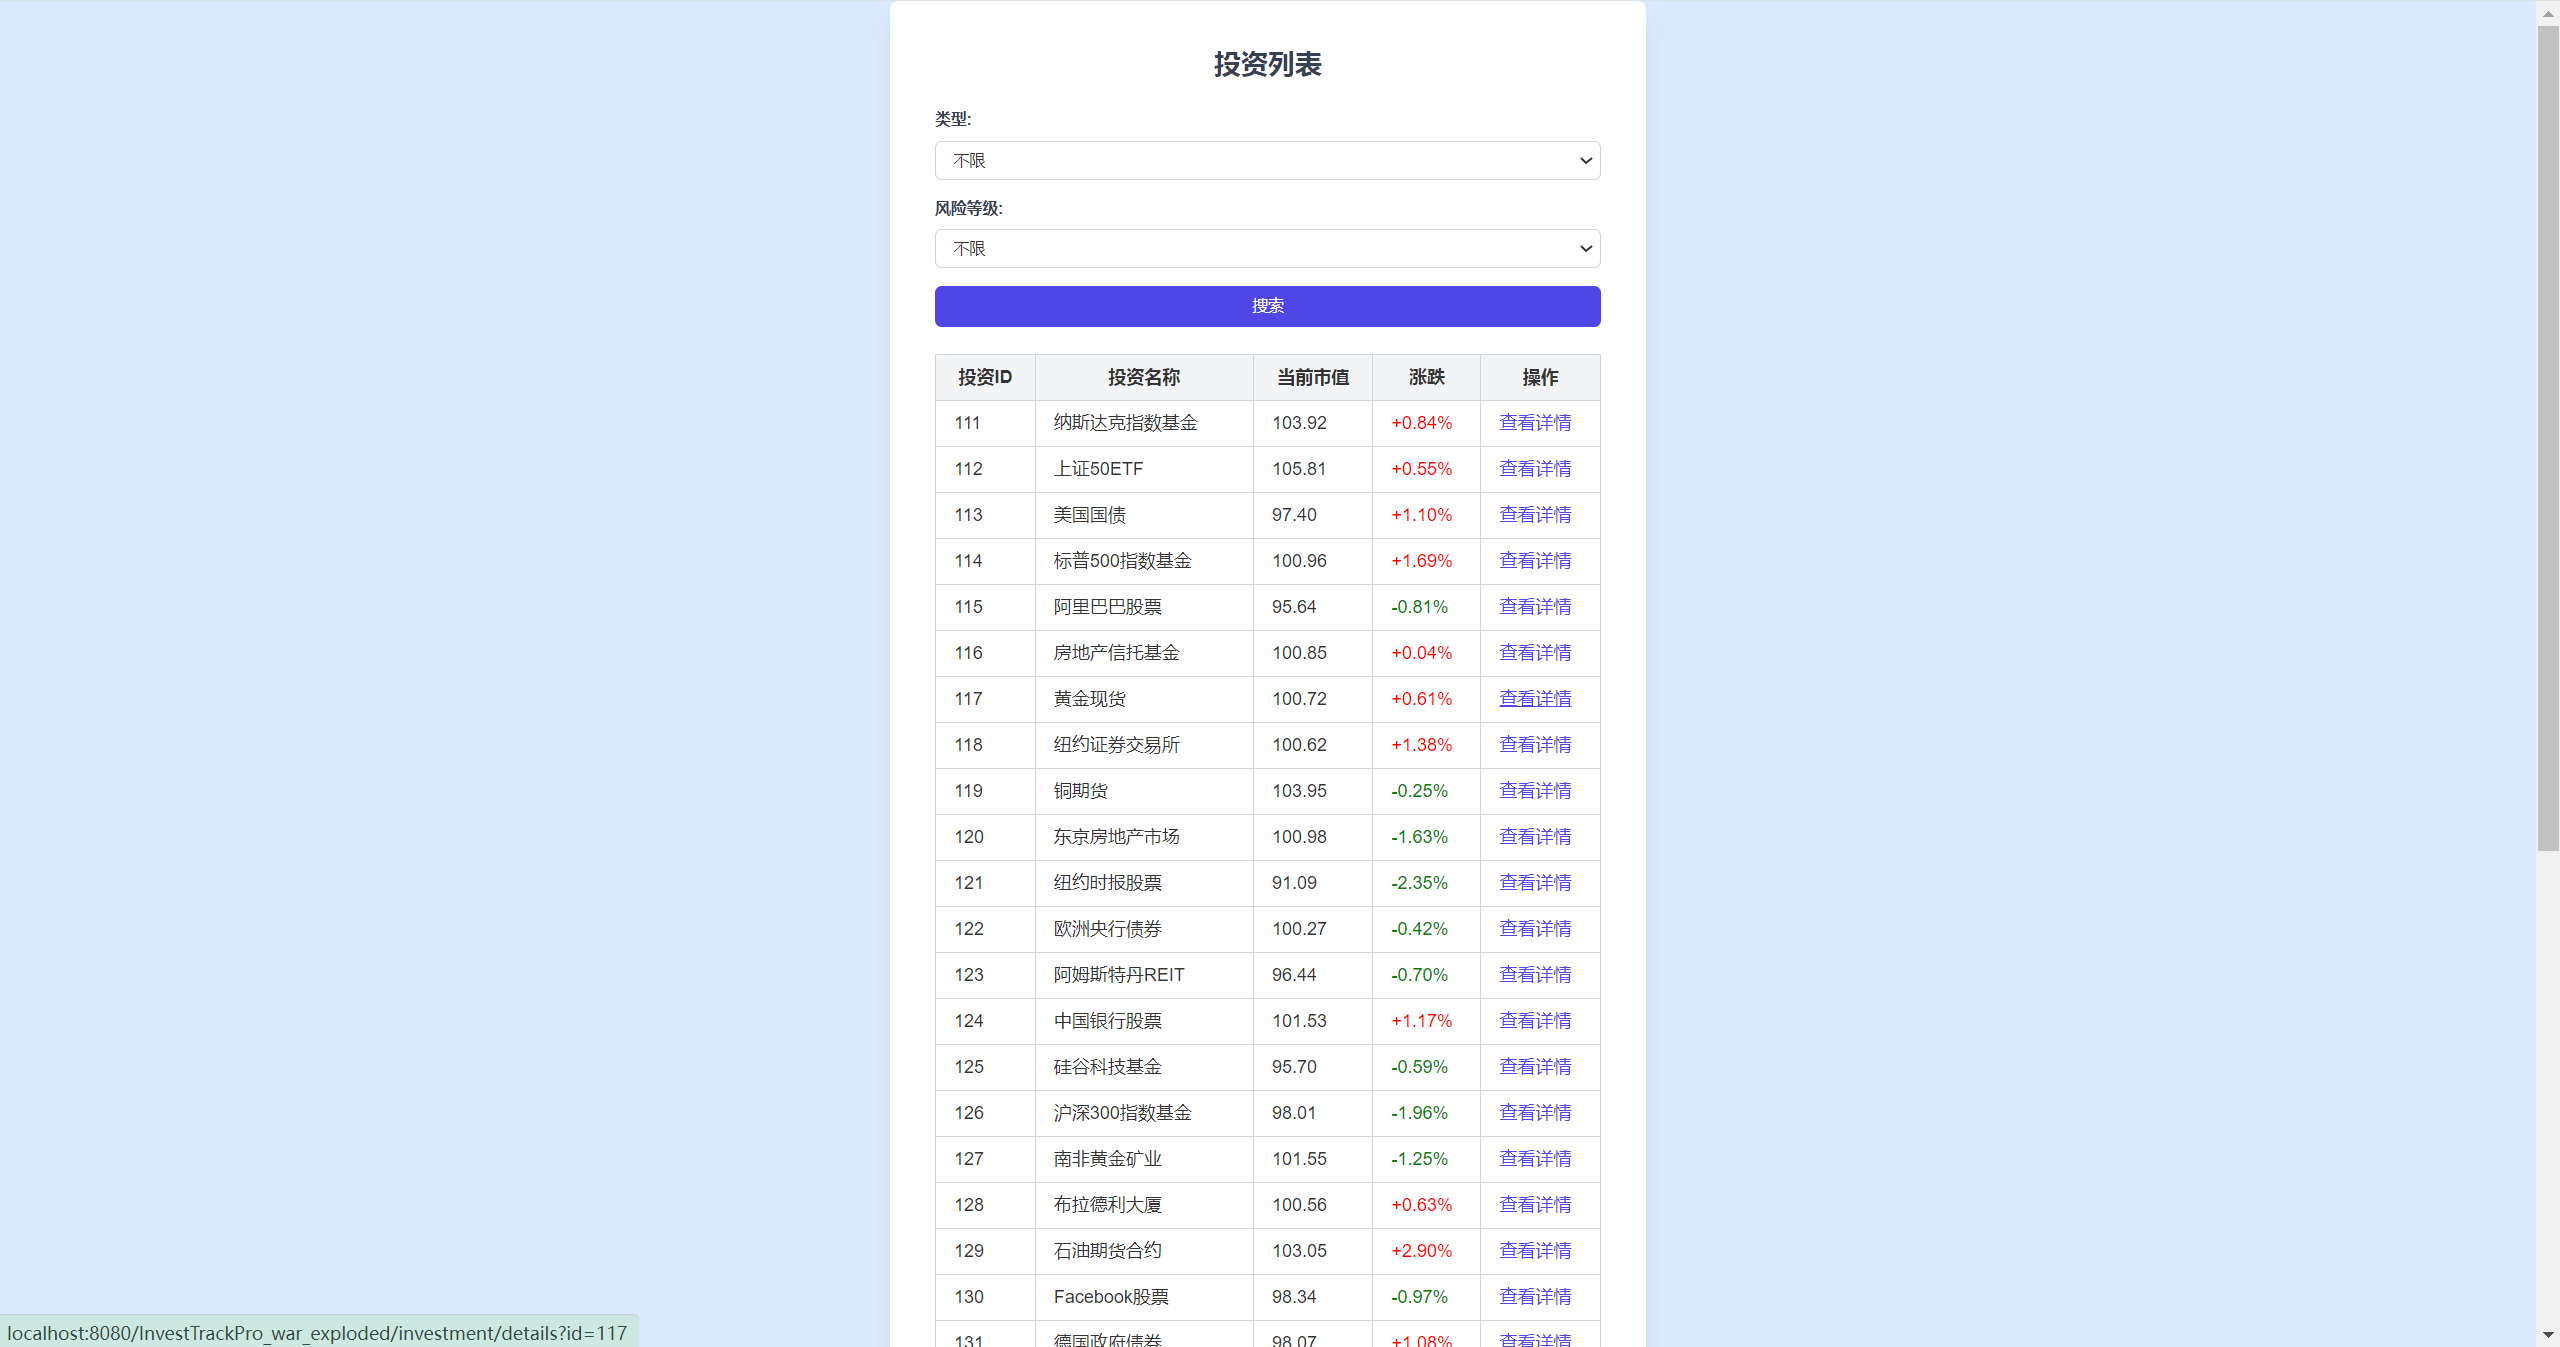 投资列表
类型:
不限
风险等级:
不限
搜索
投资ID 投资名称 当前市值 涨跌 操作
111 纳斯达克指数基金 103.92 +0.84% 查看详情
112 上证50ETF 105.81 +0.55% 查看详情
113 美国国债 97.40 +1.10% 查看详情
114 标普500指数基金 100.96 +1.69% 查看详情
115 阿里巴巴股票 95.64 -0.81% 查看详情
116 房地产信托基金 100.85 +0.04% 查看详情
117 黄金现货 100.72 +0.61% 查看详情
118 纽约证券交易所 100.62 +1.38% 查看详情
119 铜期货 103.95 -0.25% 查看详情
120 东京房地产市场 100.98 -1.63% 查看详情
121 纽约时报股票 91.09 -2.35% 查看详情
122 欧洲央行债券 100.27 -0.42% 查看详情
123 阿姆斯特丹REIT 96.44 -0.70% 查看详情
124 中国银行股票 101.53 +1.17% 查看详情
125 硅谷科技基金 95.70 -0.59% 查看详情
126 沪深300指数基金 98.01 -1.96% 查看详情
127 南非黄金矿业 101.55 -1.25% 查看详情
128 布拉德利大厦 100.56 +0.63% 查看详情
129 石油期货合约 103.05 +2.90% 查看详情
130 Facebook股票 98.34 -0.97% 查看详情
131 德国政府债券 98.07 +1.08% 查看详情
localhost:8080/InvestTrackPro_war_exploded/investment/details?id=117